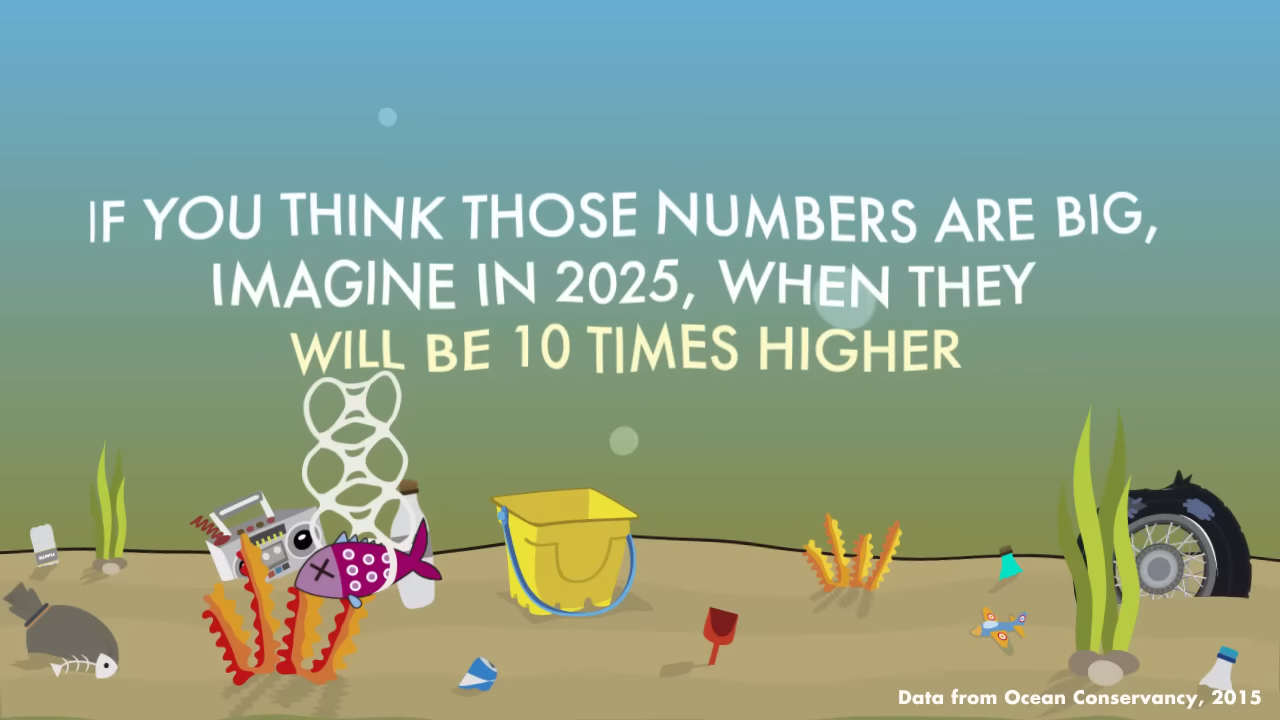 IF YOU THINK THOSE NUMBERS ARE BIG,
IMAGINE IN 2025, WHEN THEY
WILL BE 10 TIMES HIGHER
Data from Ocean Conservancy, 2015